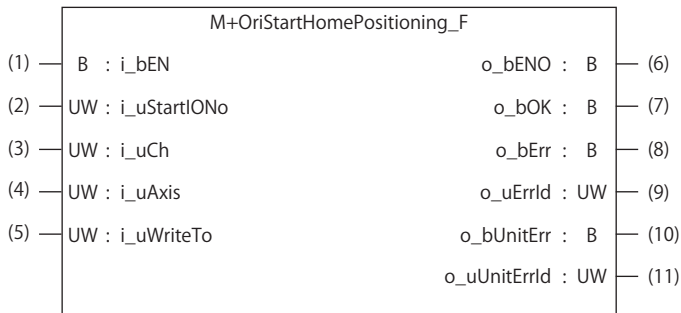 M+OriStartHomePositioning_F
(1) B : i_bEN o_bENO : B (6)
(2) UW : i_uStartIONo o_bOK : B (7)
(3) UW : i_uCh o_bErr : B (8)
(4) UW : i_uAxis o_uErrId : UW (9)
(5) UW : i_uWriteTo o_bUnitErr : B (10)
o_uUnitErrId : UW (11)